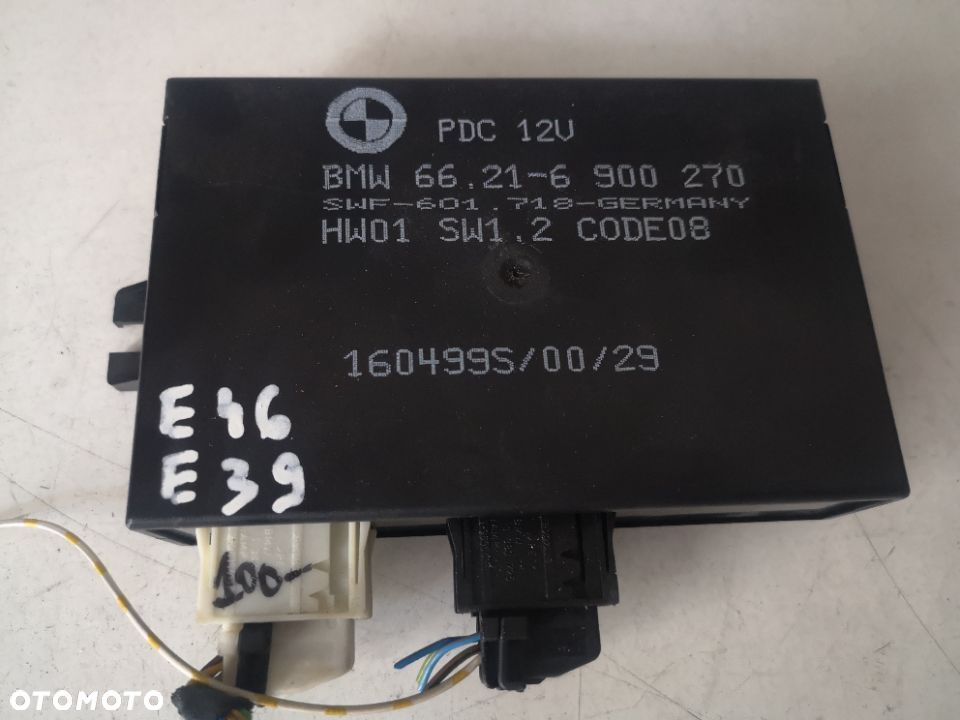 PDC 12V
BMW 66.21-6 900 270
SWF-601.718-GERMANY
HW01 SW1.2 CODE08
160499S/00/29
E46
E39
100-
OTOMOTO